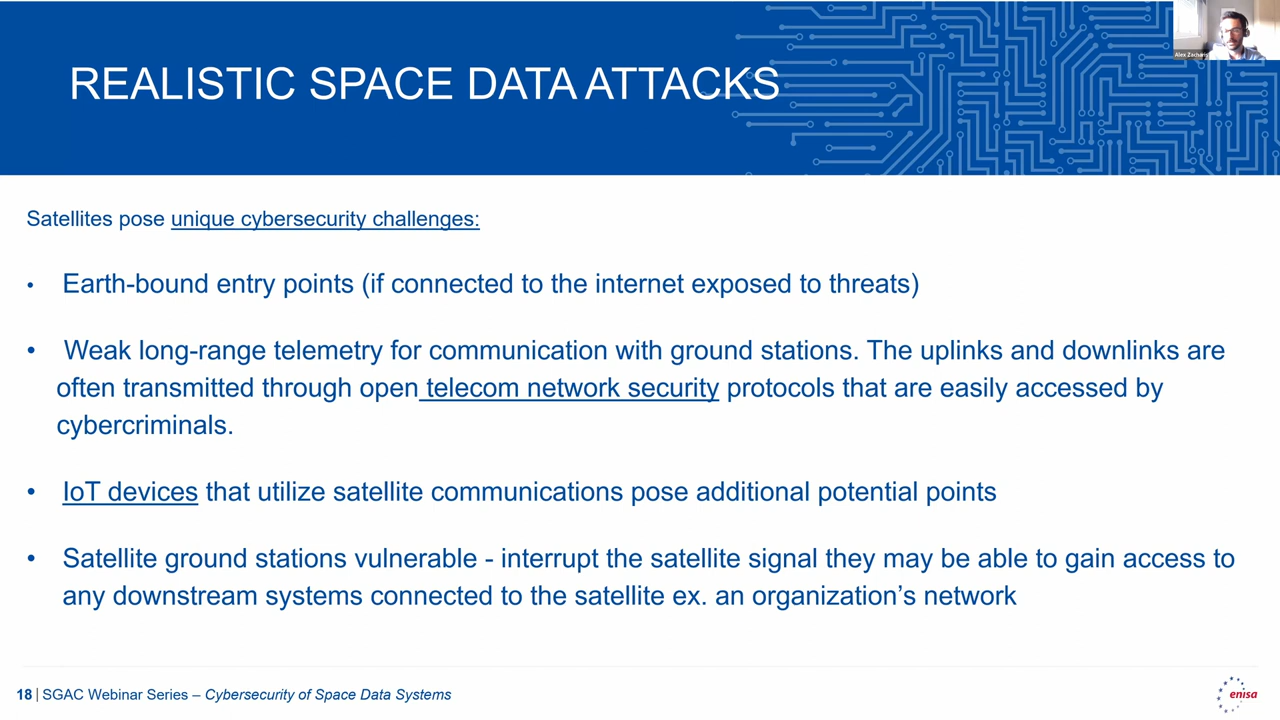 REALISTIC SPACE DATA ATTACKS
Alex Zacharis
Satellites pose unique cybersecurity challenges:
• Earth-bound entry points (if connected to the internet exposed to threats)
• Weak long-range telemetry for communication with ground stations. The uplinks and downlinks are
often transmitted through open telecom network security protocols that are easily accessed by
cybercriminals.
• IoT devices that utilize satellite communications pose additional potential points
• Satellite ground stations vulnerable - interrupt the satellite signal they may be able to gain access to
any downstream systems connected to the satellite ex. an organization’s network
18 | SGAC Webinar Series – Cybersecurity of Space Data Systems
enisa